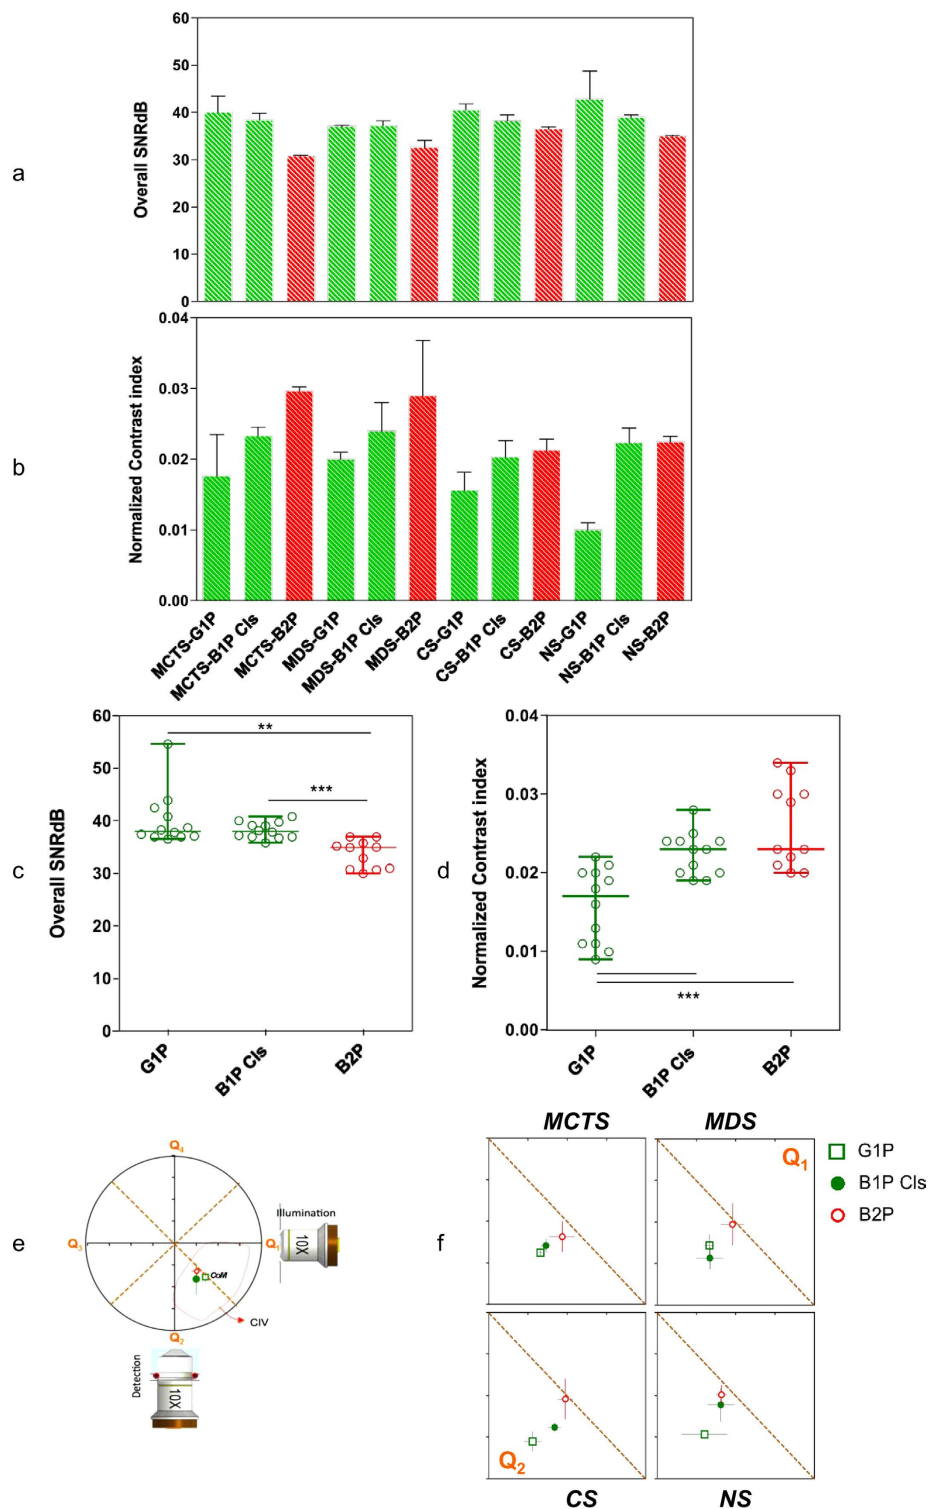 a
Overall SNRdB
60
50
40
30
20
10
0
b
Normalized Contrast index
0.04
0.03
0.02
0.01
0.00
MCTS-G1P
MCTS-B1P Cls
MCTS-B2P
MDS-G1P
MDS-B1P Cls
MDS-B2P
CS-G1P
CS-B1P Cls
CS-B2P
NS-G1P
NS-B1P Cls
NS-B2P
c
Overall SNRdB
60
50
40
30
20
10
0
**
***
G1P
B1P Cls
B2P
d
Normalized Contrast index
0.04
0.03
0.02
0.01
0.00
***
G1P
B1P Cls
B2P
e
Q4
Q3
Q1
Q2
Illumination
10X
CoM
CIV
Detection
10X
f
MCTS
MDS
Q1
G1P
B1P Cls
B2P
Q2
CS
NS